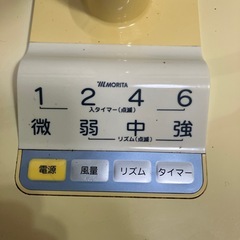 MORITA
1 2 4 6
入タイマー(点滅)
微 弱 中 強
リズム(点滅)
電源 風量 リズム タイマー